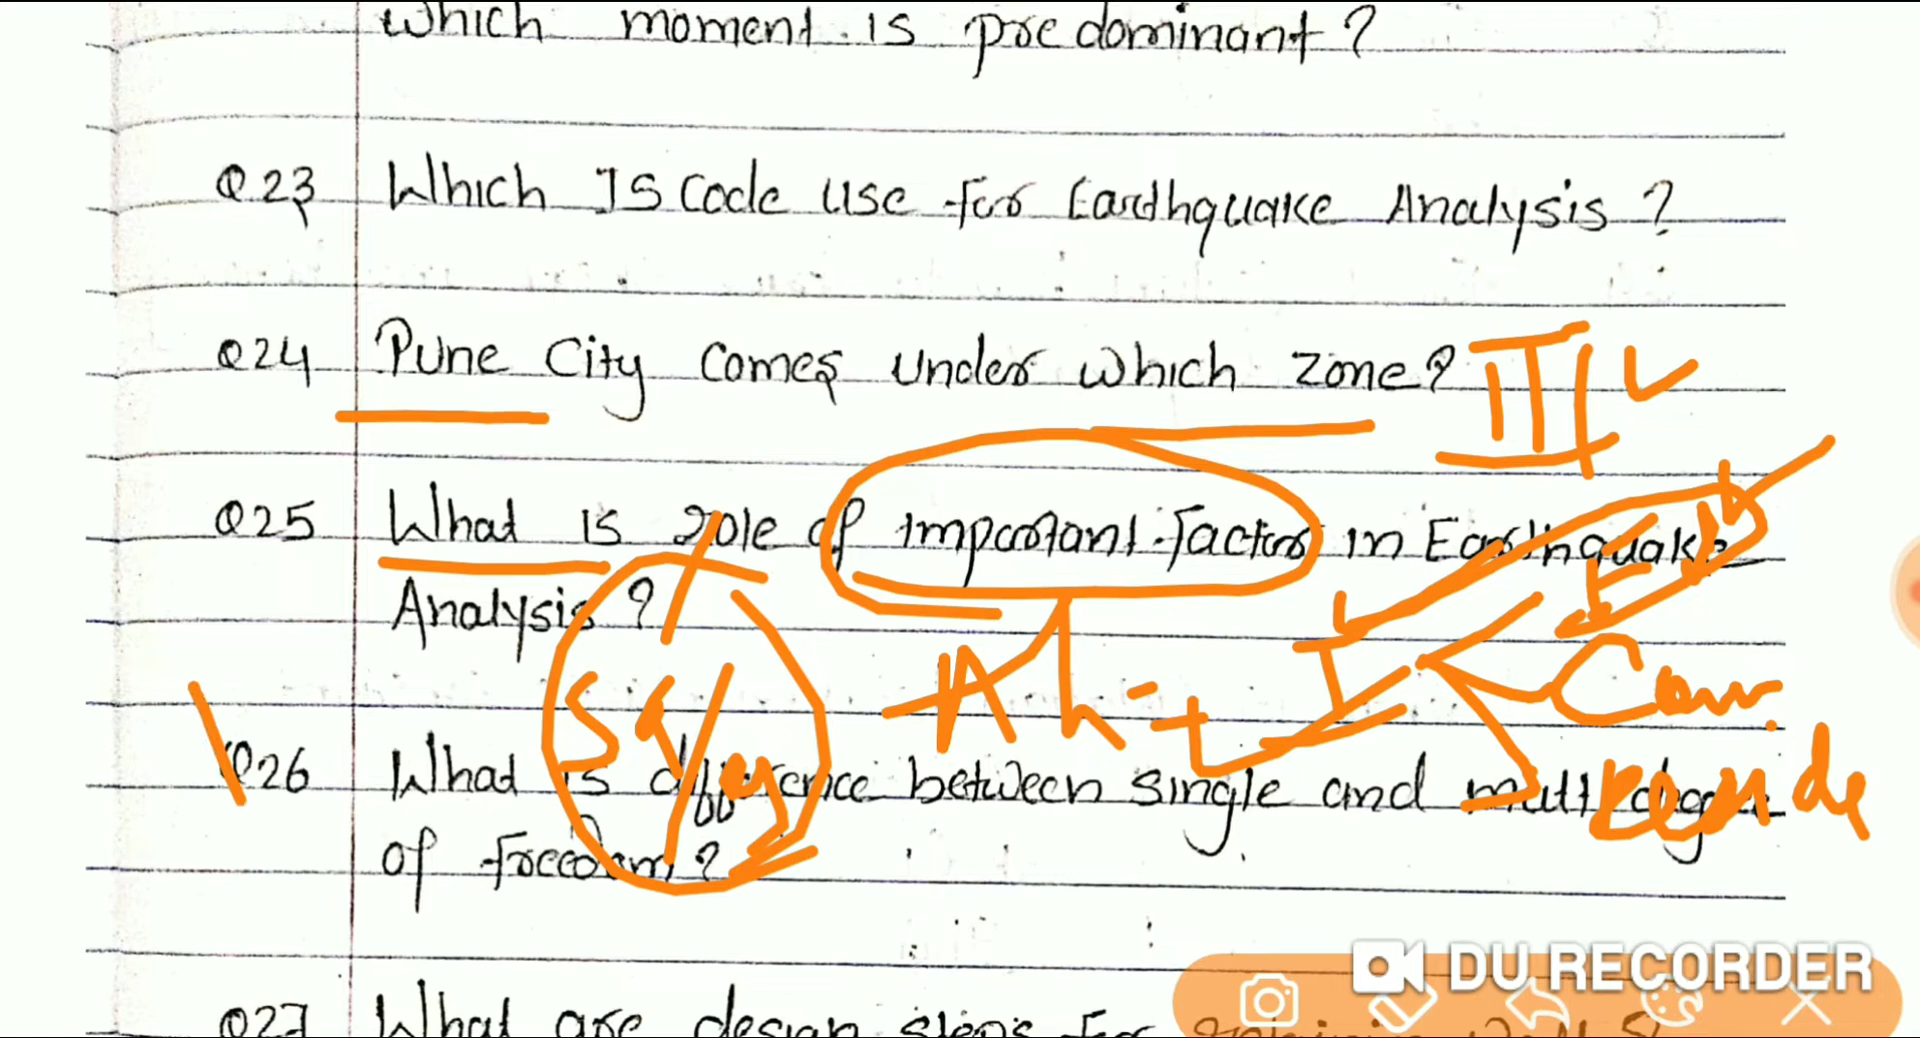 which moment is predominant?
Q.23 Which IS Code Use for Earthquake Analysis?
Q24 Pune City Comes Under which zone? III
Q25 What is role of important factor in Earthquake
Analysis?
Sa/g
Ah =
I
Q26 What is difference between single and multi degree
of freedom?
Q27 What are design steps for
DU RECORDER